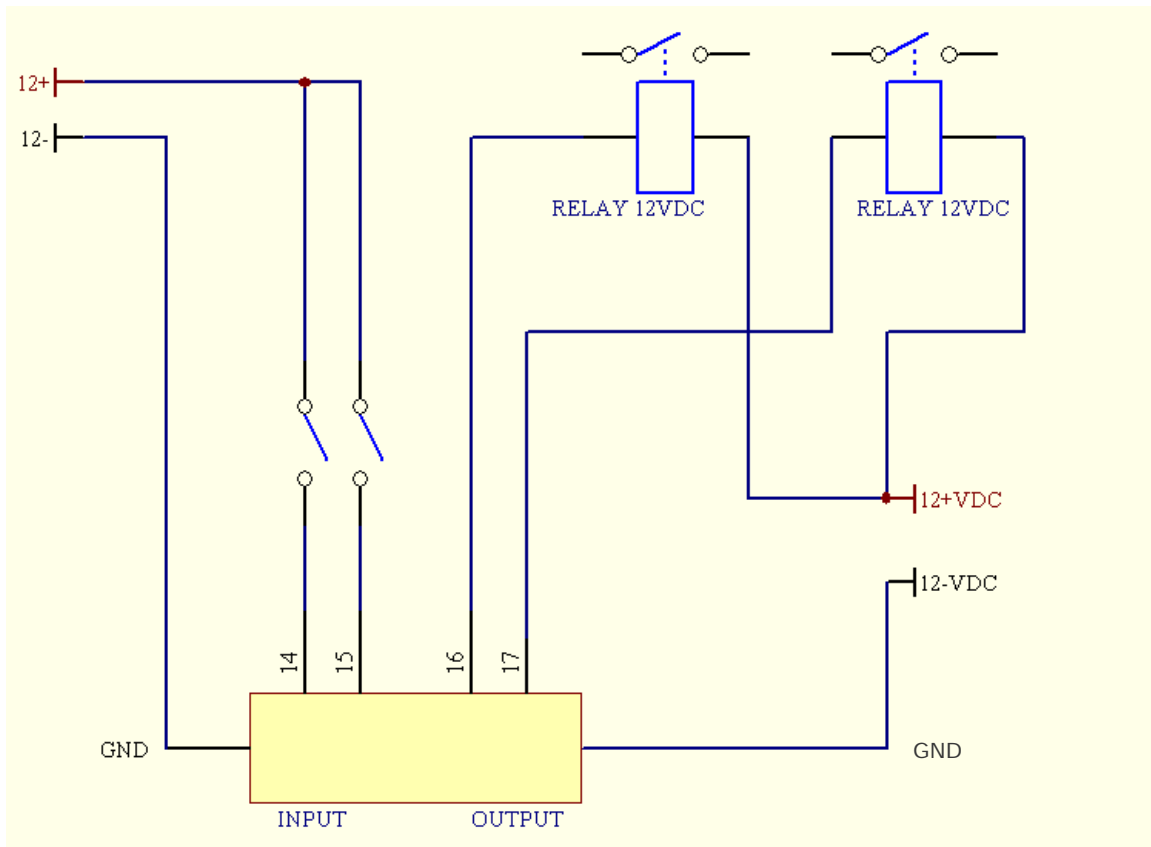 12+
12-
RELAY 12VDC
RELAY 12VDC
12+VDC
12-VDC
14
15
16
17
GND
GND
INPUT
OUTPUT